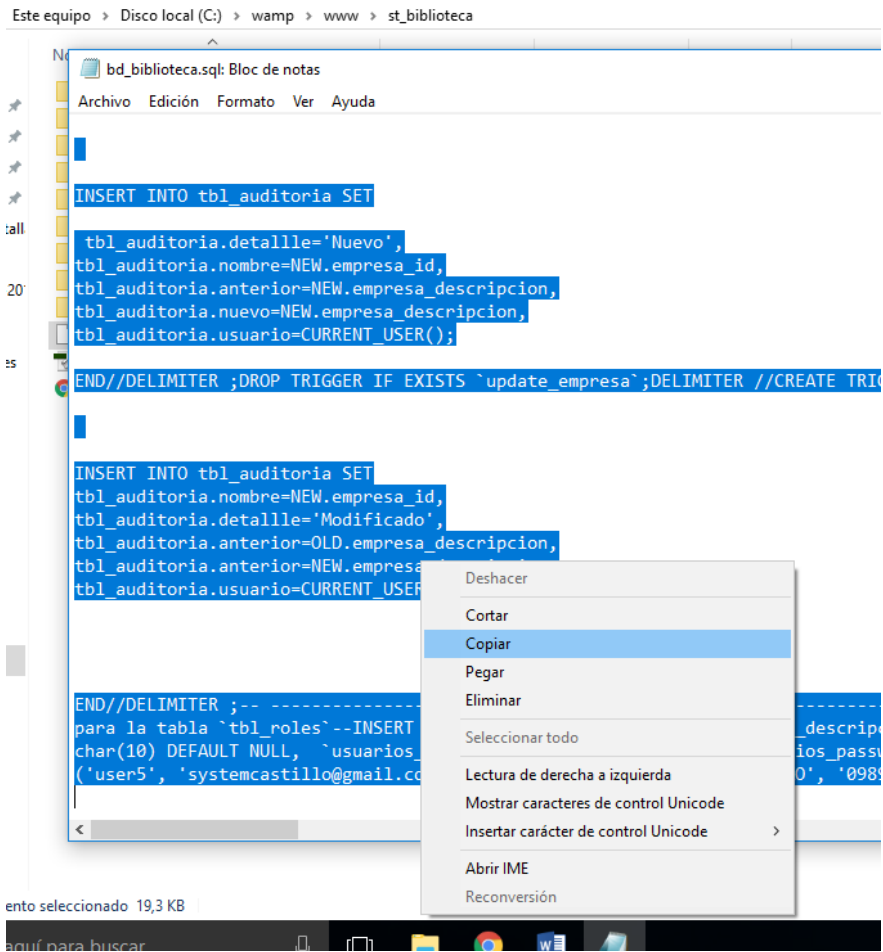 Este equipo > Disco local (C:) > wamp > www > st_biblioteca
bd_biblioteca.sql: Bloc de notas
Archivo Edición Formato Ver Ayuda
INSERT INTO tbl_auditoria SET
tbl_auditoria.detallle='Nuevo',
tbl_auditoria.nombre=NEW.empresa_id,
tbl_auditoria.anterior=NEW.empresa_descripcion,
20
tbl_auditoria.nuevo=NEW.empresa_descripcion,
tbl_auditoria.usuario=CURRENT_USER();
es
END//DELIMITER ;DROP TRIGGER IF EXISTS `update_empresa`;DELIMITER //CREATE TRIG
INSERT INTO tbl_auditoria SET
tbl_auditoria.nombre=NEW.empresa_id,
tbl_auditoria.detallle='Modificado',
tbl_auditoria.anterior=OLD.empresa_descripcion,
tbl_auditoria.anterior=NEW.empresa
tbl_auditoria.usuario=CURRENT_USER
Deshacer
Cortar
Copiar
Pegar
Eliminar
Seleccionar todo
Lectura de derecha a izquierda
Mostrar caracteres de control Unicode
Insertar carácter de control Unicode >
Abrir IME
Reconversión
END//DELIMITER ;-- ---------------
para la tabla `tbl_roles`--INSERT _descripc
char(10) DEFAULT NULL, `usuarios_ ios_passw
('user5', 'systemcastillo@gmail.co O', '0989
ento seleccionado 19,3 KB
aquí para buscar